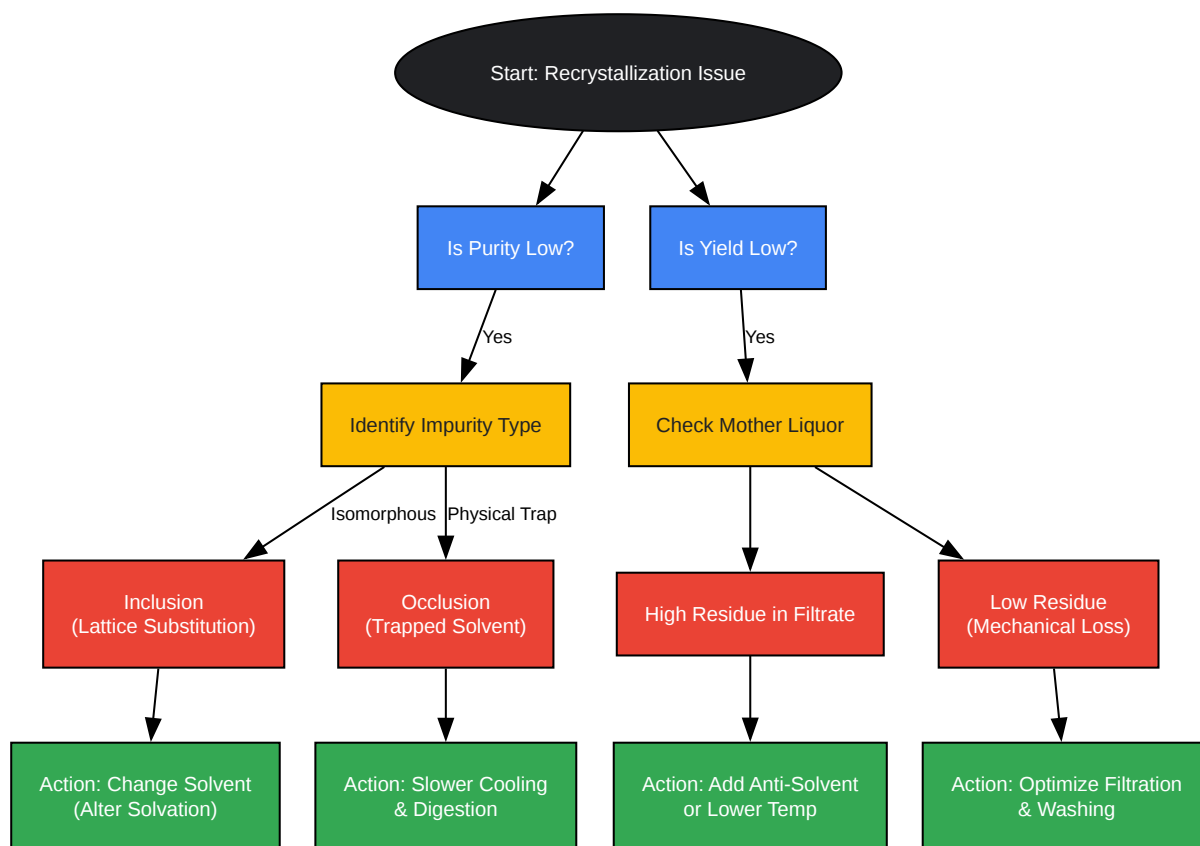 Start: Recrystallization Issue
Is Purity Low?
Is Yield Low?
Yes
Yes
Identify Impurity Type
Check Mother Liquor
Isomorphous
Physical Trap
Inclusion
(Lattice Substitution)
Occlusion
(Trapped Solvent)
High Residue in Filtrate
Low Residue
(Mechanical Loss)
Action: Change Solvent
(Alter Solvation)
Action: Slower Cooling
& Digestion
Action: Add Anti-Solvent
or Lower Temp
Action: Optimize Filtration
& Washing